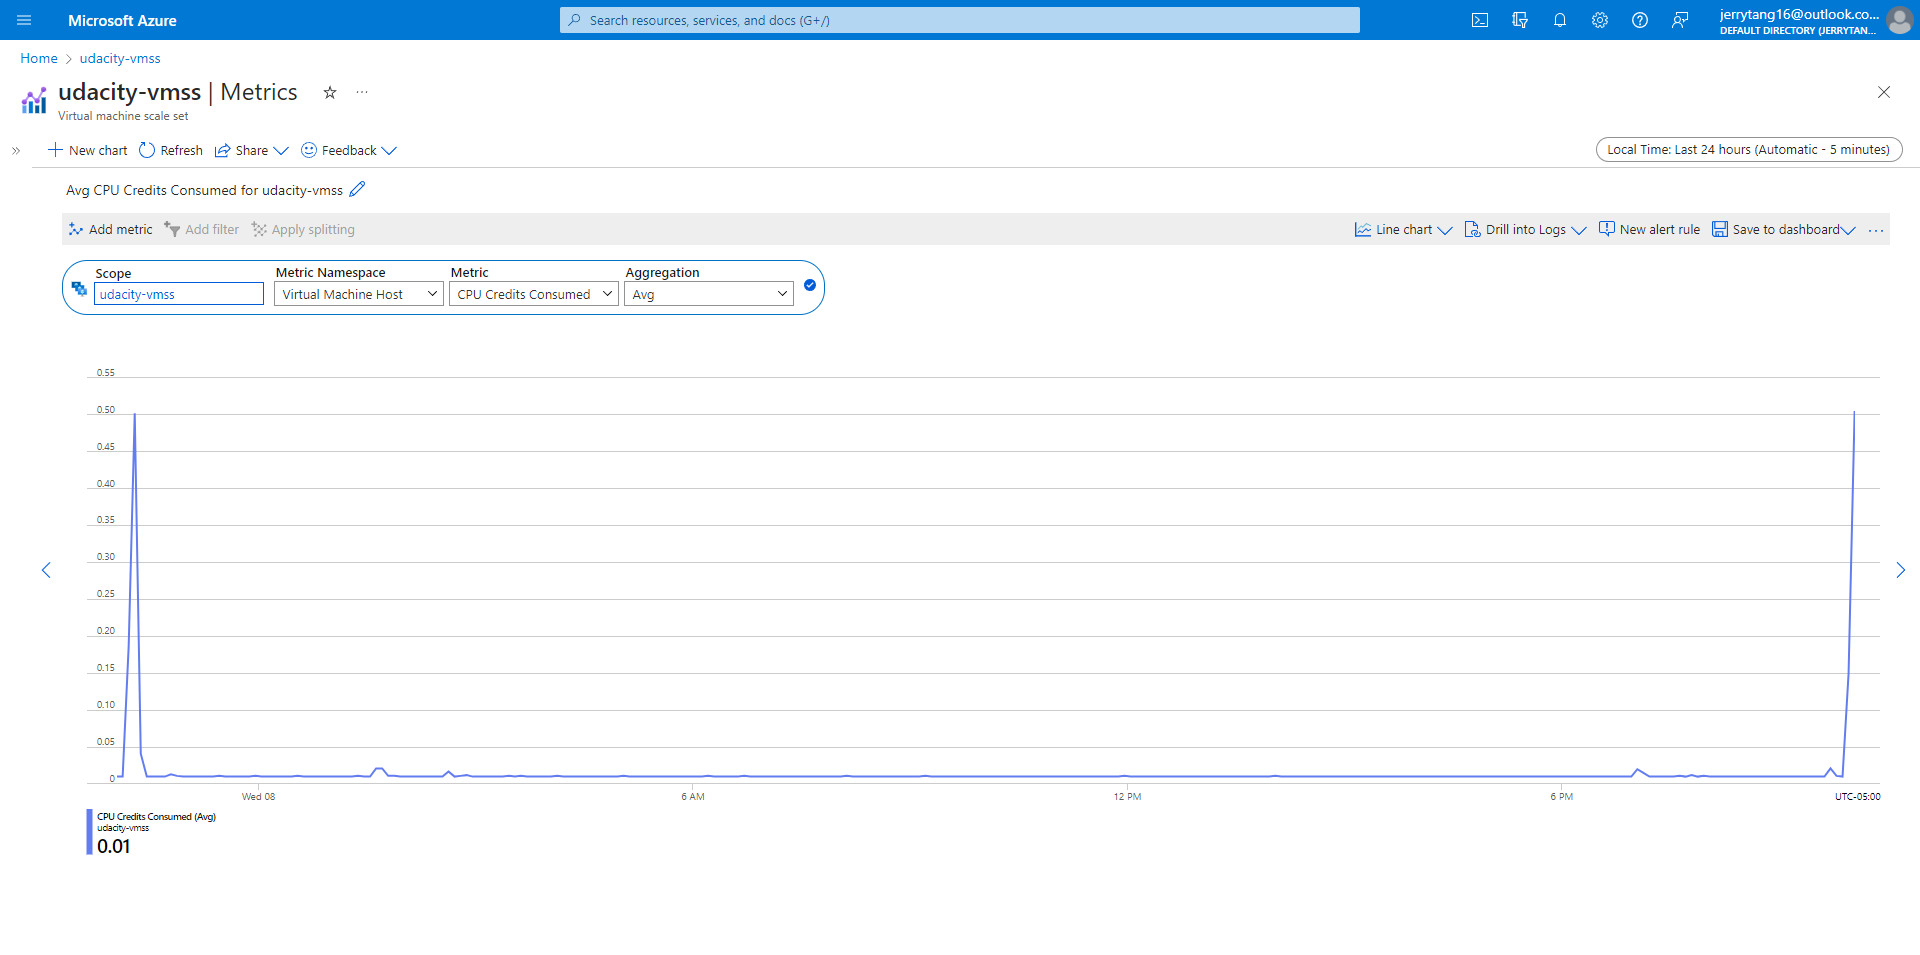 Microsoft Azure
Search resources, services, and docs (G+/)
jerrytang16@outlook.co...
DEFAULT DIRECTORY (JERRYTAN...
Home > udacity-vmss
udacity-vmss | Metrics
Virtual machine scale set
New chart Refresh Share Feedback
Local Time: Last 24 hours (Automatic - 5 minutes)
Avg CPU Credits Consumed for udacity-vmss
Add metric Add filter Apply splitting Line chart Drill into Logs New alert rule Save to dashboard
Scope Metric Namespace Metric Aggregation
udacity-vmss Virtual Machine Host CPU Credits Consumed Avg
0.55
0.50
0.45
0.40
0.35
0.30
0.25
0.20
0.15
0.10
0.05
0
Wed 08 6 AM 12 PM 6 PM UTC-05:00
CPU Credits Consumed (Avg)
udacity-vmss
0.01